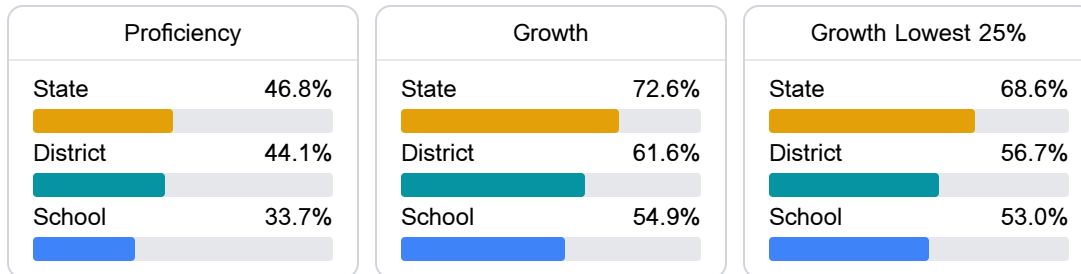 Proficiency
State 46.8%
District 44.1%
School 33.7%
Growth
State 72.6%
District 61.6%
School 54.9%
Growth Lowest 25%
State 68.6%
District 56.7%
School 53.0%